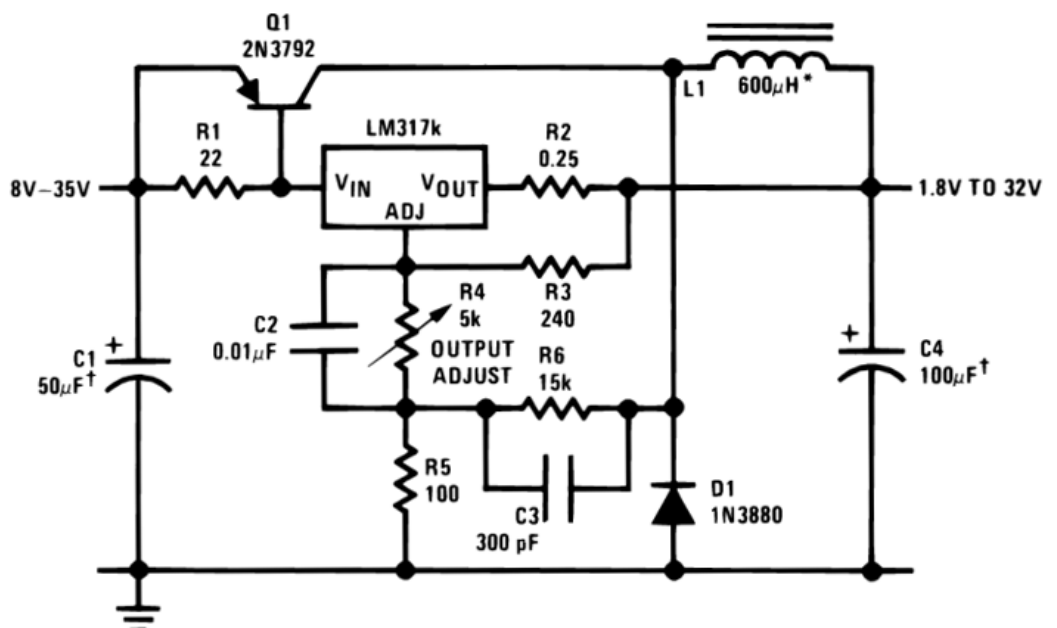 Q1
2N3792
L1
600μH*
R1
22
LM317k
R2
0.25
8V–35V
VIN
VOUT
ADJ
1.8V TO 32V
R4
5k
OUTPUT
ADJUST
R3
240
C2
0.01μF
R6
15k
C1
+
50μF†
+
C4
100μF†
R5
100
C3
300 pF
D1
1N3880